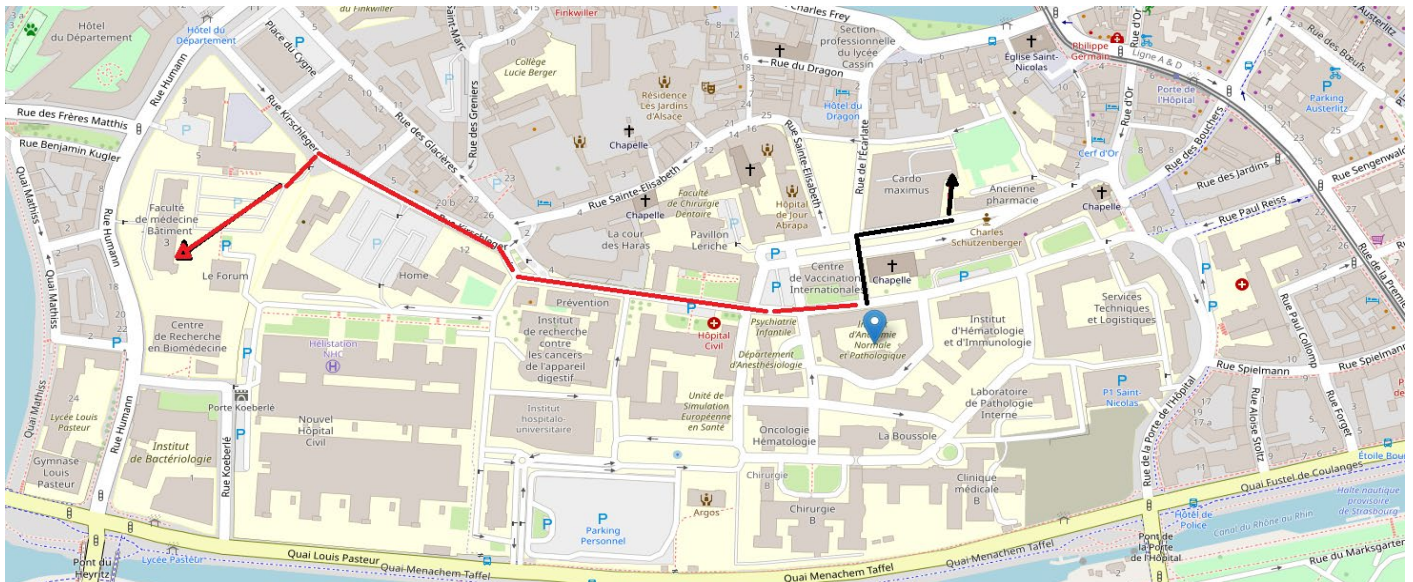 Hôtel
du Département
Hôtel du
Département
Rue Humann
Place du Cygne
du Finkwiller
Finkwiller
Saint-Marc
Collège
Lucie Berger
Rue des Greniers
Résidence
Les Jardins
d'Alsace
Charles Frey
Section
professionnelle
du lycée
Cassin
Rue du Dragon
Hôtel du
Dragon
Église Saint-
Nicolas
Philippe
Germain
Rue d'Or
Ligne A & D
Porte de
l'Hôpital
Rue d'Or
Rue des Bouchers
Cerf d'Or
Rue des Bœufs
Parking
Austerlitz
Rue des Jardins
Rue Paul Reiss
Rue des Frères Matthis
Rue Benjamin Kugler
Quai Mathiss
Rue Kirschleger
Rue des Glacières
Chapelle
Rue Sainte-Elisabeth
Rue Sainte-Elisabeth
Rue de l'Écarlate
Cardo
maximus
Ancienne
pharmacie
Chapelle
Faculté
de médecine
Bâtiment
3
Le Forum
Home
Rue Kirschleger
Chapelle
La cour
des Haras
Faculté
de Chirurgie
Dentaire
Pavillon
Leriche
Hôpital
de Jour
Abrapa
Charles
Schützenberger
Centre
de Vaccination
Internationales
Chapelle
Rue Humann
Quai Mathiss
Centre
de Recherche
en Biomédecine
Hélistation
NHC
Prévention
Institut
de recherche
contre
les cancers
de l'appareil
digestif
Hôpital
Civil
Psychiatrie
Infantile
Département
d'Anesthésiologie
d'Anatomie
Normale
et Pathologique
Institut
d'Hématologie
et d'Immunologie
Services
Techniques
et Logistiques
Rue Paul Collomp
Rue Spielmann
Rue Spielmann
Rue Forget
Rue Aloïse Stoltz
Quai Mathiss
Lycée Louis
Pasteur
Gymnase
Louis
Pasteur
Rue Humann
Institut
de Bactériologie
Porte Koeberlé
Rue Koeberlé
Nouvel
Hôpital
Civil
Institut
hospitalo-
universitaire
Unité de
Simulation
Européenne
en Santé
Oncologie
Hématologie
La Boussole
Laboratoire
de Pathologie
Interne
P1 Saint-
Nicolas
Rue de la Porte de l'Hôpital
Chirurgie
B
Chirurgie
B
Clinique
médicale
B
Parking
Personnel
Argos
Quai Fustel de Coulanges
Hôtel de
Police
Halte nautique
provisoire
de Strasbourg
Canal du Rhône au Rhin
Pont de
la Porte
de l'Hôpital
Pont du
Heyritz
Lycée Pasteur
Quai Louis Pasteur
Quai Menachem Taffel
Quai Menachem Taffel
Quai Menachem Taffel